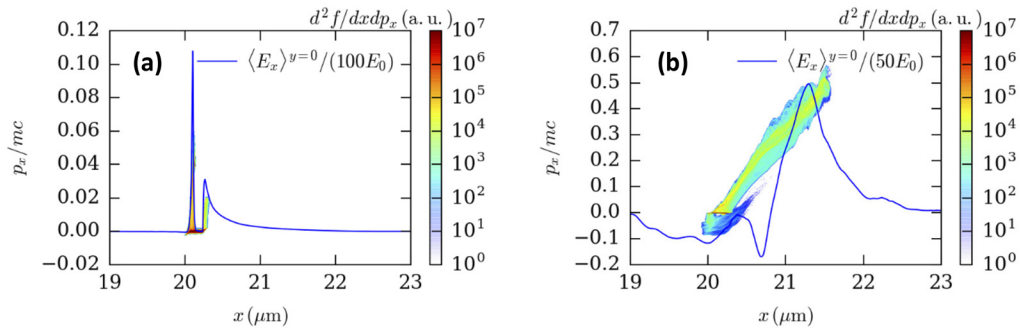 d²f/dxdpₓ (a. u.)
(a)
⟨Eₓ⟩^{y=0}/(100E₀)
pₓ/mc
0.12
0.10
0.08
0.06
0.04
0.02
0.00
−0.02
19 20 21 22 23
x (μm)
10⁷
10⁶
10⁵
10⁴
10³
10²
10¹
10⁰
d²f/dxdpₓ (a. u.)
(b)
⟨Eₓ⟩^{y=0}/(50E₀)
pₓ/mc
0.7
0.6
0.5
0.4
0.3
0.2
0.1
0.0
−0.1
−0.2
19 20 21 22 23
x (μm)
10⁷
10⁶
10⁵
10⁴
10³
10²
10¹
10⁰